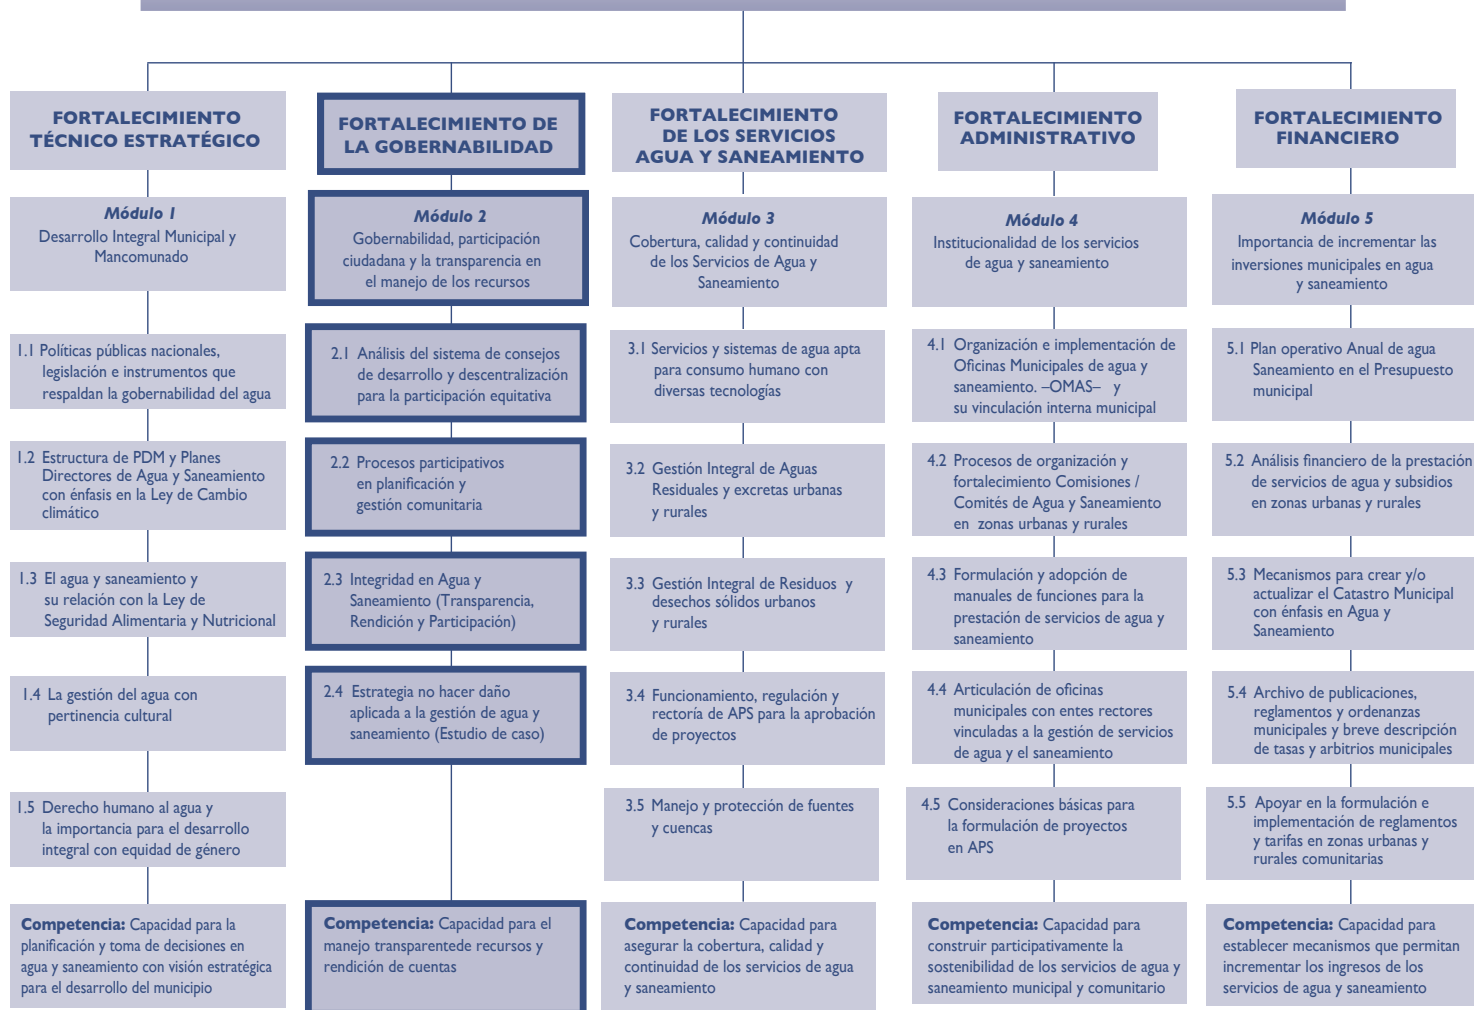 FORTALECIMIENTO
TÉCNICO ESTRATÉGICO
Módulo 1
Desarrollo Integral Municipal y
Mancomunado
1.1 Políticas públicas nacionales,
legislación e instrumentos que
respaldan la gobernabilidad del agua
1.2 Estructura de PDM y Planes
Directores de Agua y Saneamiento
con énfasis en la Ley de Cambio
climático
1.3 El agua y saneamiento y
su relación con la Ley de
Seguridad Alimentaria y Nutricional
1.4 La gestión del agua con
pertinencia cultural
1.5 Derecho humano al agua y
la importancia para el desarrollo
integral con equidad de género
Competencia: Capacidad para la
planificación y toma de decisiones en
agua y saneamiento con visión estratégica
para el desarrollo del municipio
FORTALECIMIENTO DE
LA GOBERNABILIDAD
Módulo 2
Gobernabilidad, participación
ciudadana y la transparencia en
el manejo de los recursos
2.1 Análisis del sistema de consejos
de desarrollo y descentralización
para la participación equitativa
2.2 Procesos participativos
en planificación y
gestión comunitaria
2.3 Integridad en Agua y
Saneamiento (Transparencia,
Rendición y Participación)
2.4 Estrategia no hacer daño
aplicada a la gestión de agua y
saneamiento (Estudio de caso)
Competencia: Capacidad para el
manejo transparentede recursos y
rendición de cuentas
FORTALECIMIENTO
DE LOS SERVICIOS
AGUA Y SANEAMIENTO
Módulo 3
Cobertura, calidad y continuidad
de los Servicios de Agua y
Saneamiento
3.1 Servicios y sistemas de agua apta
para consumo humano con
diversas tecnologías
3.2 Gestión Integral de Aguas
Residuales y excretas urbanas
y rurales
3.3 Gestión Integral de Residuos y
desechos sólidos urbanos
y rurales
3.4 Funcionamiento, regulación y
rectoría de APS para la aprobación
de proyectos
3.5 Manejo y protección de fuentes
y cuencas
Competencia: Capacidad para
asegurar la cobertura, calidad y
continuidad de los servicios de agua
y saneamiento
FORTALECIMIENTO
ADMINISTRATIVO
Módulo 4
Institucionalidad de los servicios
de agua y saneamiento
4.1 Organización e implementación de
Oficinas Municipales de agua y
saneamiento. –OMAS– y
su vinculación interna municipal
4.2 Procesos de organización y
fortalecimiento Comisiones /
Comités de Agua y Saneamiento
en zonas urbanas y rurales
4.3 Formulación y adopción de
manuales de funciones para la
prestación de servicios de agua y
saneamiento
4.4 Articulación de oficinas
municipales con entes rectores
vinculadas a la gestión de servicios
de agua y el saneamiento
4.5 Consideraciones básicas para
la formulación de proyectos
en APS
Competencia: Capacidad para
construir participativamente la
sostenibilidad de los servicios de agua y
saneamiento municipal y comunitario
FORTALECIMIENTO
FINANCIERO
Módulo 5
Importancia de incrementar las
inversiones municipales en agua
y saneamiento
5.1 Plan operativo Anual de agua
Saneamiento en el Presupuesto
municipal
5.2 Análisis financiero de la prestación
de servicios de agua y subsidios
en zonas urbanas y rurales
5.3 Mecanismos para crear y/o
actualizar el Catastro Municipal
con énfasis en Agua y
Saneamiento
5.4 Archivo de publicaciones,
reglamentos y ordenanzas
municipales y breve descripción
de tasas y arbitrios municipales
5.5 Apoyar en la formulación e
implementación de reglamentos
y tarifas en zonas urbanas y
rurales comunitarias
Competencia: Capacidad para
establecer mecanismos que permitan
incrementar los ingresos de los
servicios de agua y saneamiento